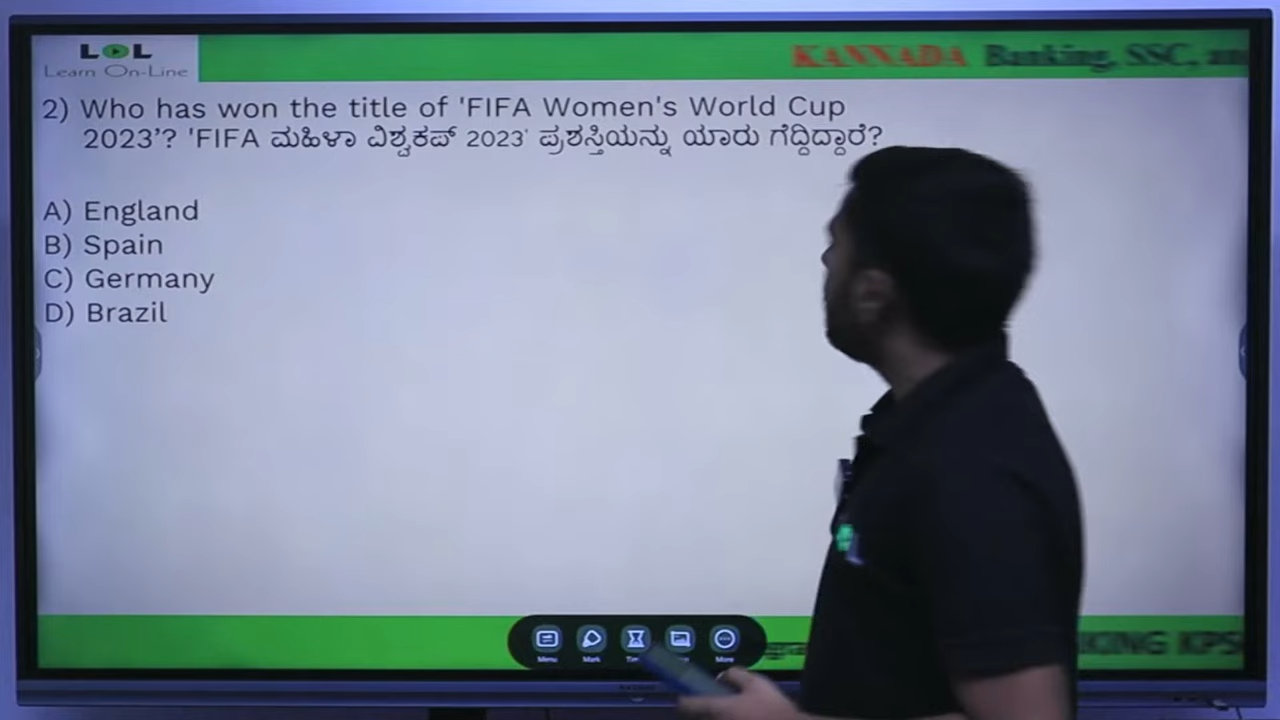 LOL
Learn On-Line
KANNADA Banking, SSC, an
2) Who has won the title of 'FIFA Women's World Cup
2023’? 'FIFA ಮಹಿಳಾ ವಿಶ್ವಕಪ್ 2023' ಪ್ರಶಸ್ತಿಯನ್ನು ಯಾರು ಗೆದ್ದಿದ್ದಾರೆ?
A) England
B) Spain
C) Germany
D) Brazil
Menu Mark More
KING KPS